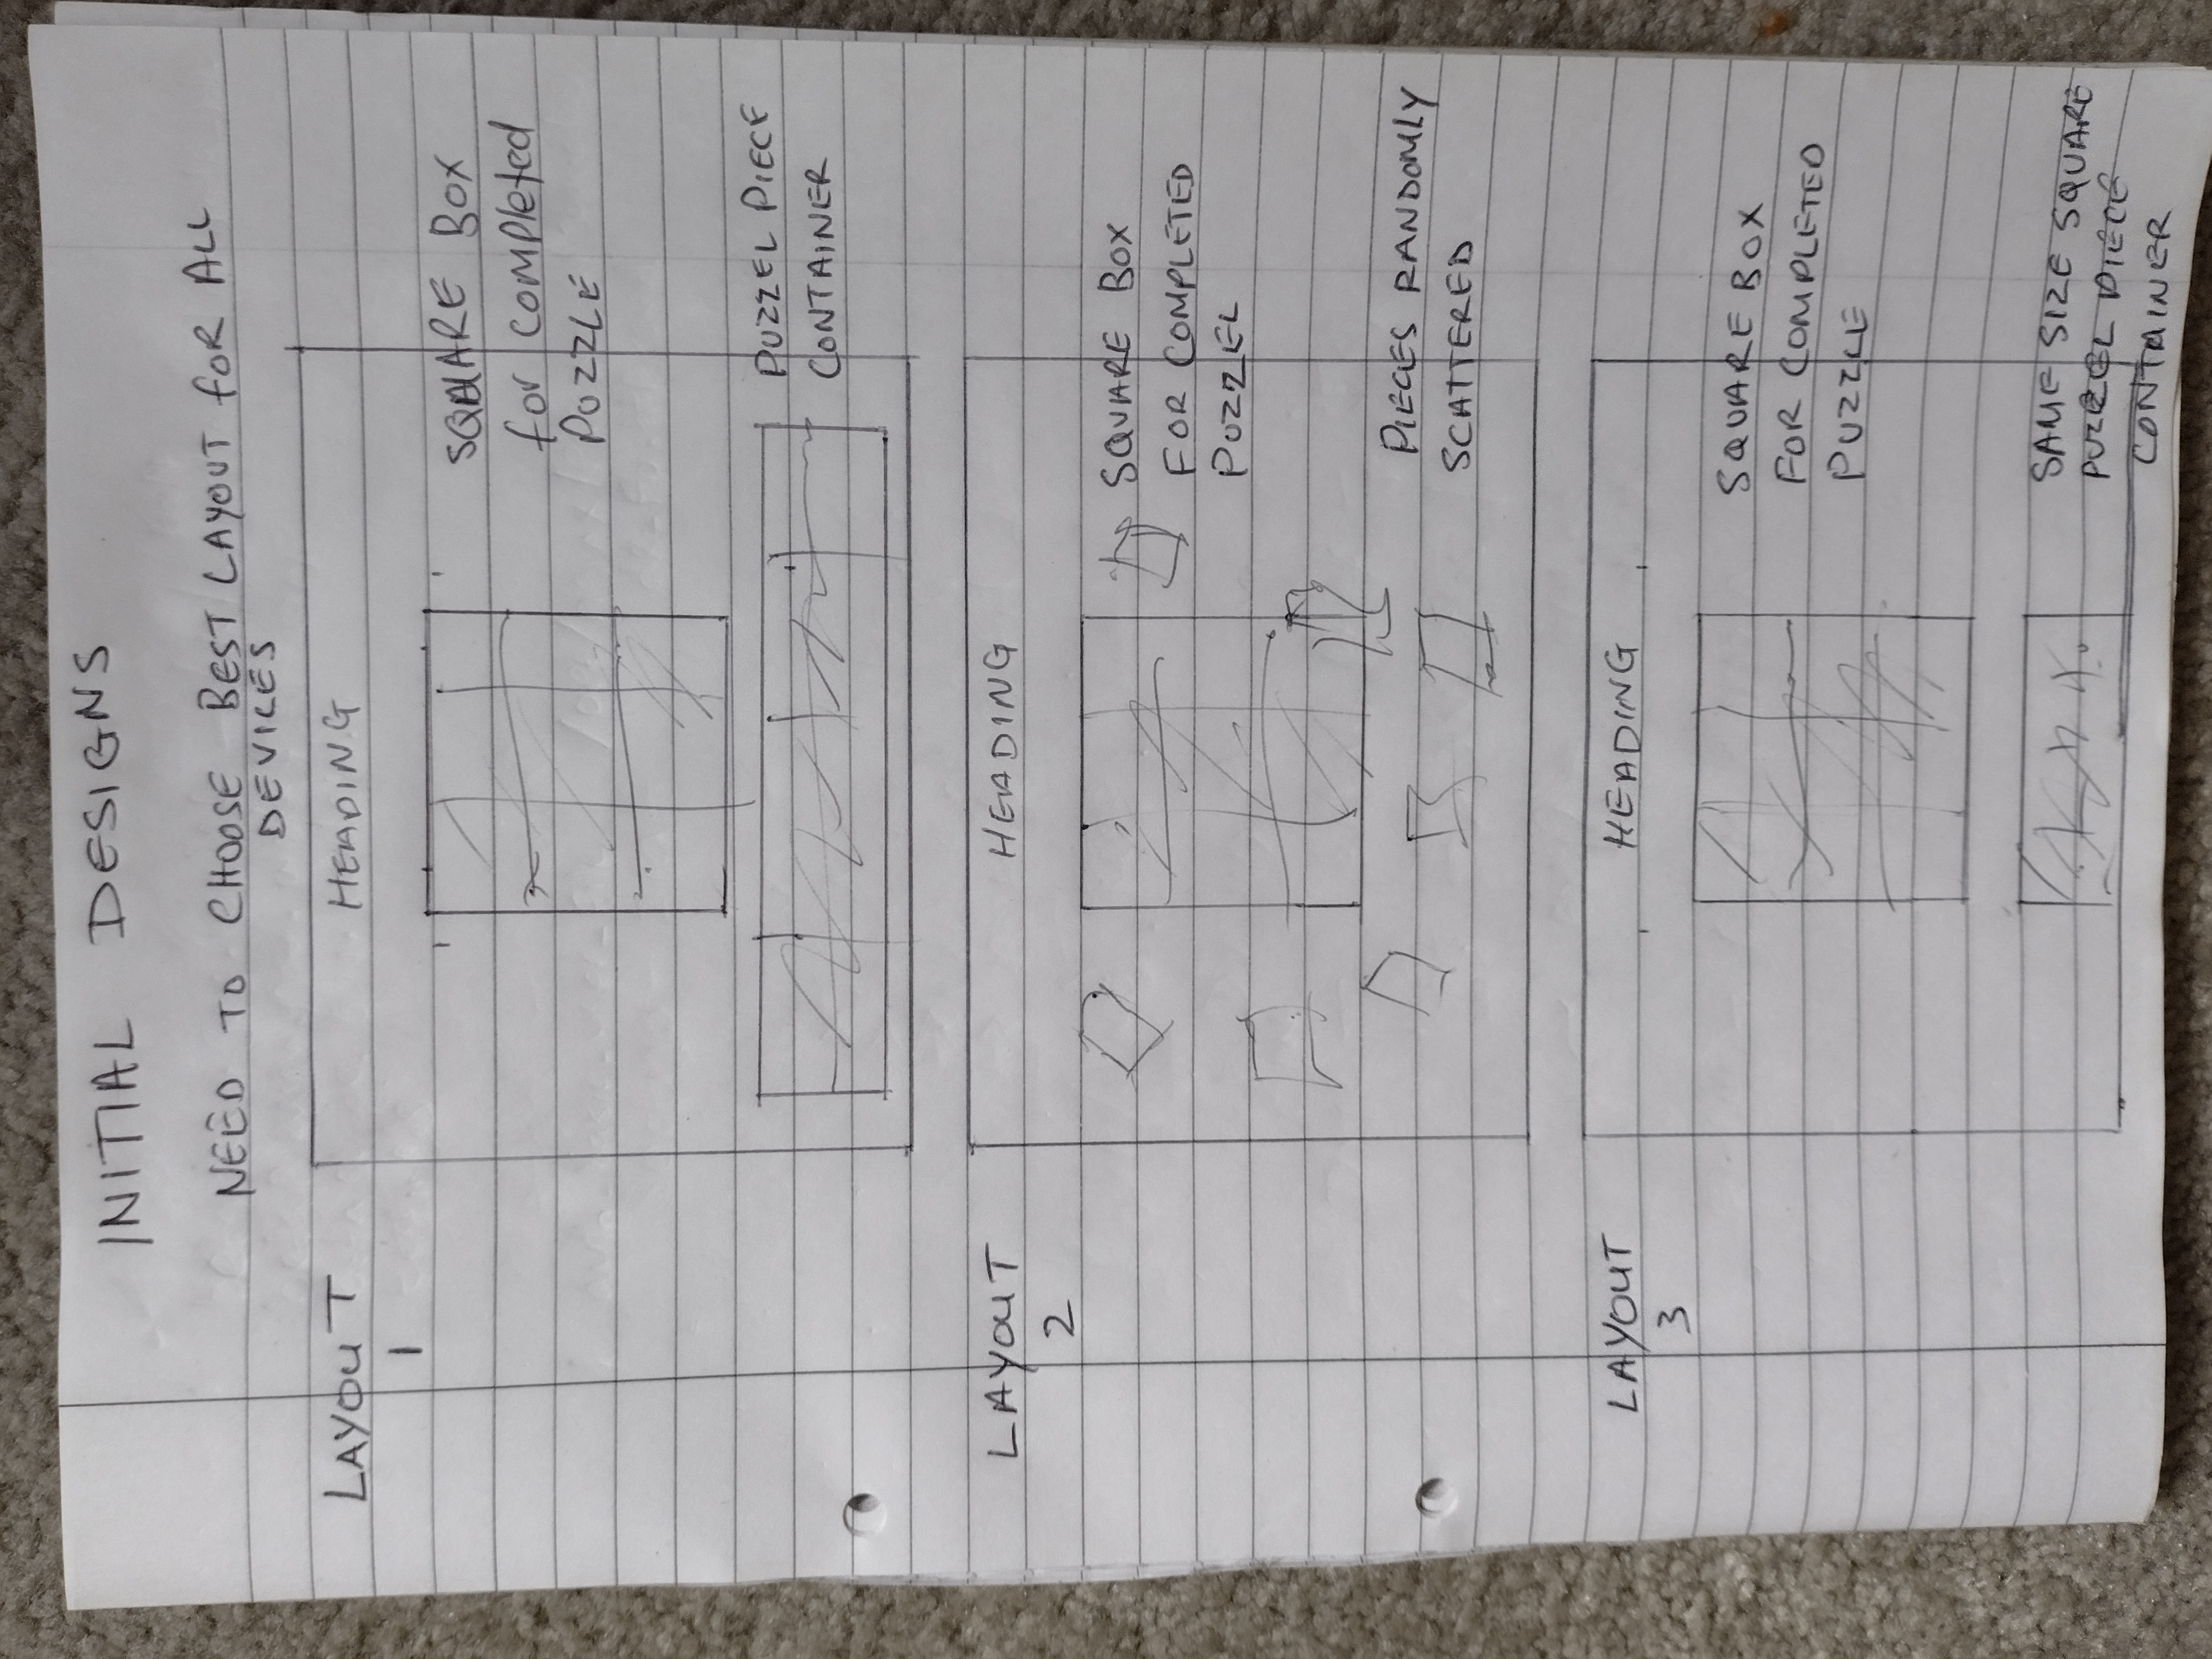 INITIAL DESIGNS
NEED TO CHOOSE BEST LAYOUT FOR ALL
DEVICES
LAYOUT
1
HEADING
SQUARE BOX
for completed
PUZZLE
PUZZEL PIECE
CONTAINER
LAYOUT
2
HEADING
SQUARE BOX
FOR COMPLETED
PUZZEL
PIECES RANDOMLY
SCATTERED
LAYOUT
3
HEADING
SQUARE BOX
FOR COMPLETED
PUZZLE
SAME SIZE SQUARE
PUZZEL PIECE
CONTAINER